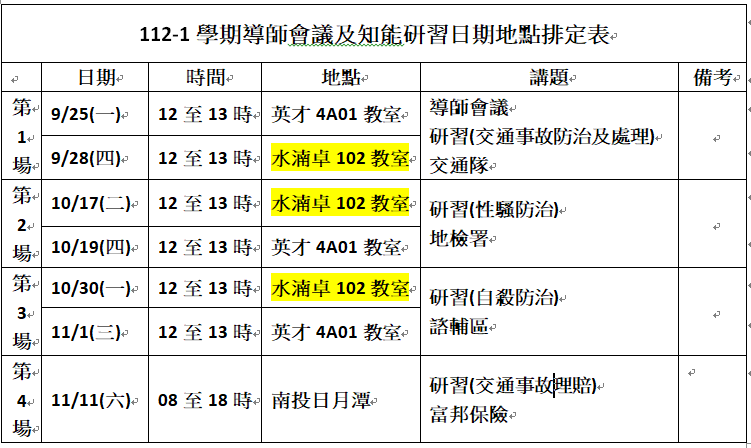 112-1 學期導師會議及知能研習日期地點排定表
日期 時間 地點 講題 備考
第1場 9/25(一) 12 至 13 時 英才 4A01 教室 導師會議
研習(交通事故防治及處理)
交通隊
9/28(四) 12 至 13 時 水湳卓 102 教室
第2場 10/17(二) 12 至 13 時 水湳卓 102 教室 研習(性騷防治)
地檢署
10/19(四) 12 至 13 時 英才 4A01 教室
第3場 10/30(一) 12 至 13 時 水湳卓 102 教室 研習(自殺防治)
諮輔區
11/1(三) 12 至 13 時 英才 4A01 教室
第4場 11/11(六) 08 至 18 時 南投日月潭 研習(交通事故理賠)
富邦保險